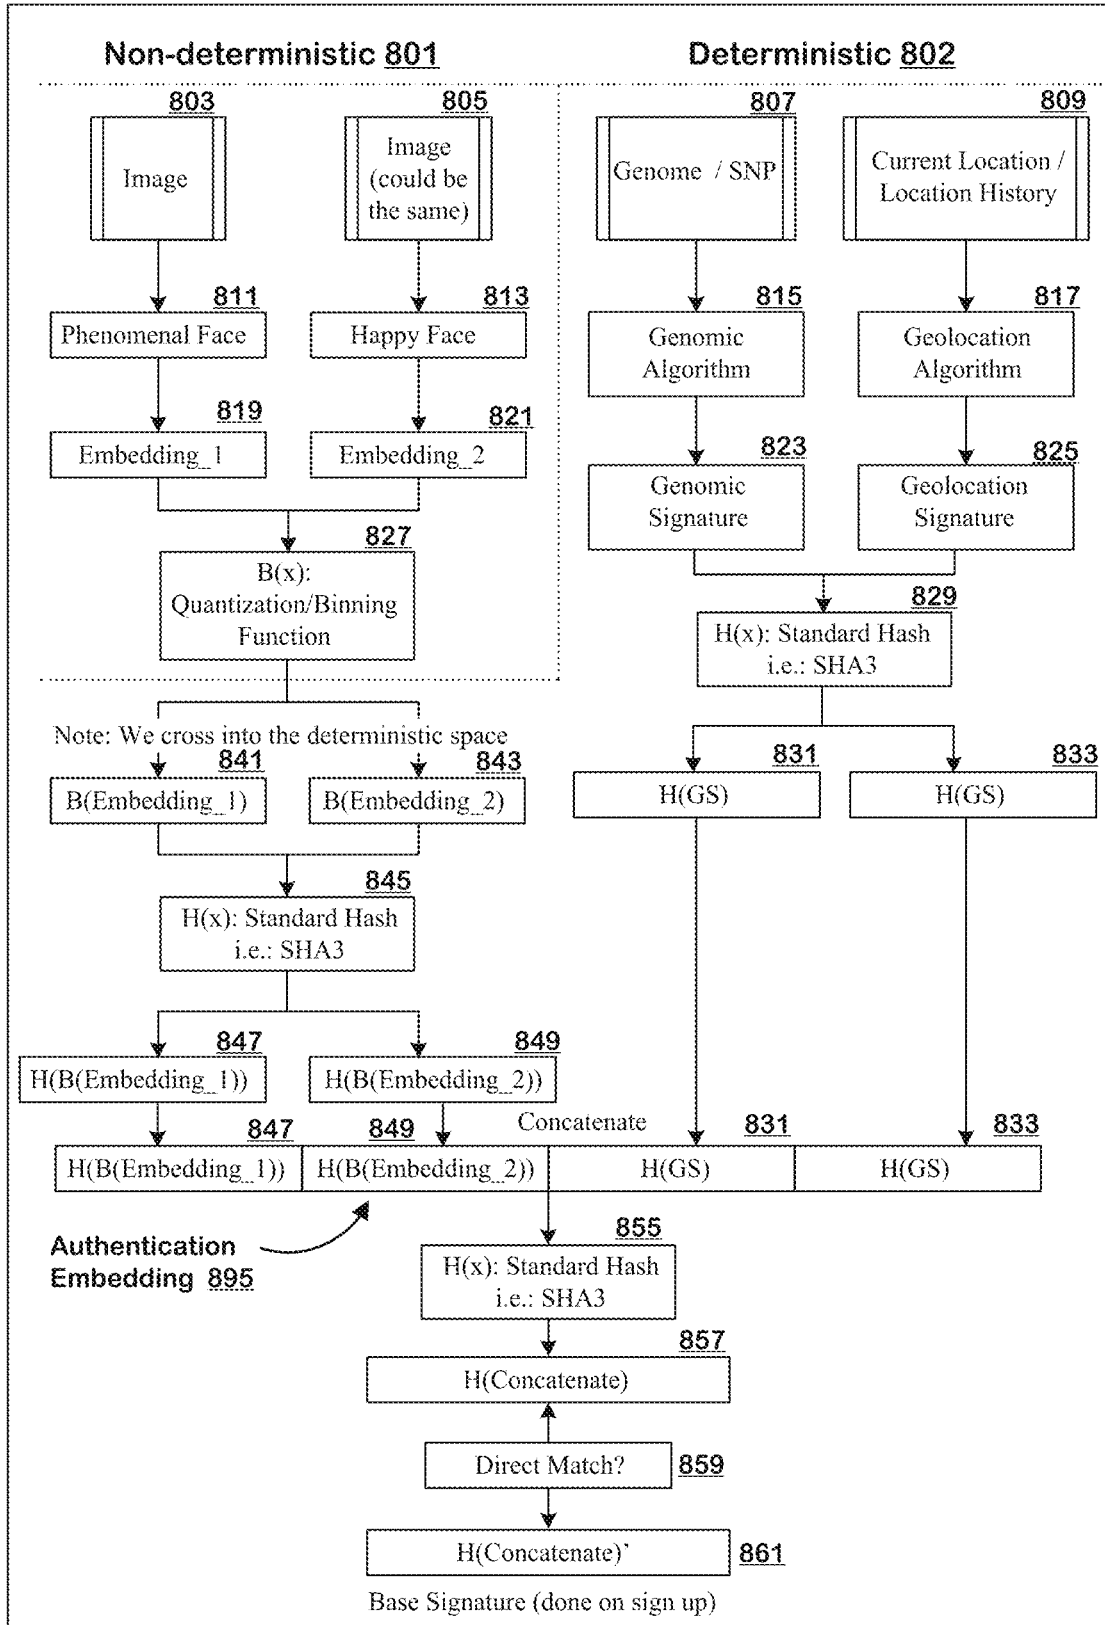 Non-deterministic 801
Deterministic 802
803
805
807
809
Image
Image
(could be
the same)
Genome / SNP
Current Location /
Location History
811
813
815
817
Phenomenal Face
Happy Face
Genomic
Algorithm
Geolocation
Algorithm
819
821
823
825
Embedding_1
Embedding_2
Genomic
Signature
Geolocation
Signature
827
B(x):
Quantization/Binning
Function
829
H(x): Standard Hash
i.e.: SHA3
Note: We cross into the deterministic space
841
843
831
833
B(Embedding_1)
B(Embedding_2)
H(GS)
H(GS)
845
H(x): Standard Hash
i.e.: SHA3
847
849
H(B(Embedding_1))
H(B(Embedding_2))
Concatenate
847
849
831
833
H(B(Embedding_1))
H(B(Embedding_2))
H(GS)
H(GS)
Authentication
Embedding 895
855
H(x): Standard Hash
i.e.: SHA3
857
H(Concatenate)
Direct Match?
859
H(Concatenate)’
861
Base Signature (done on sign up)